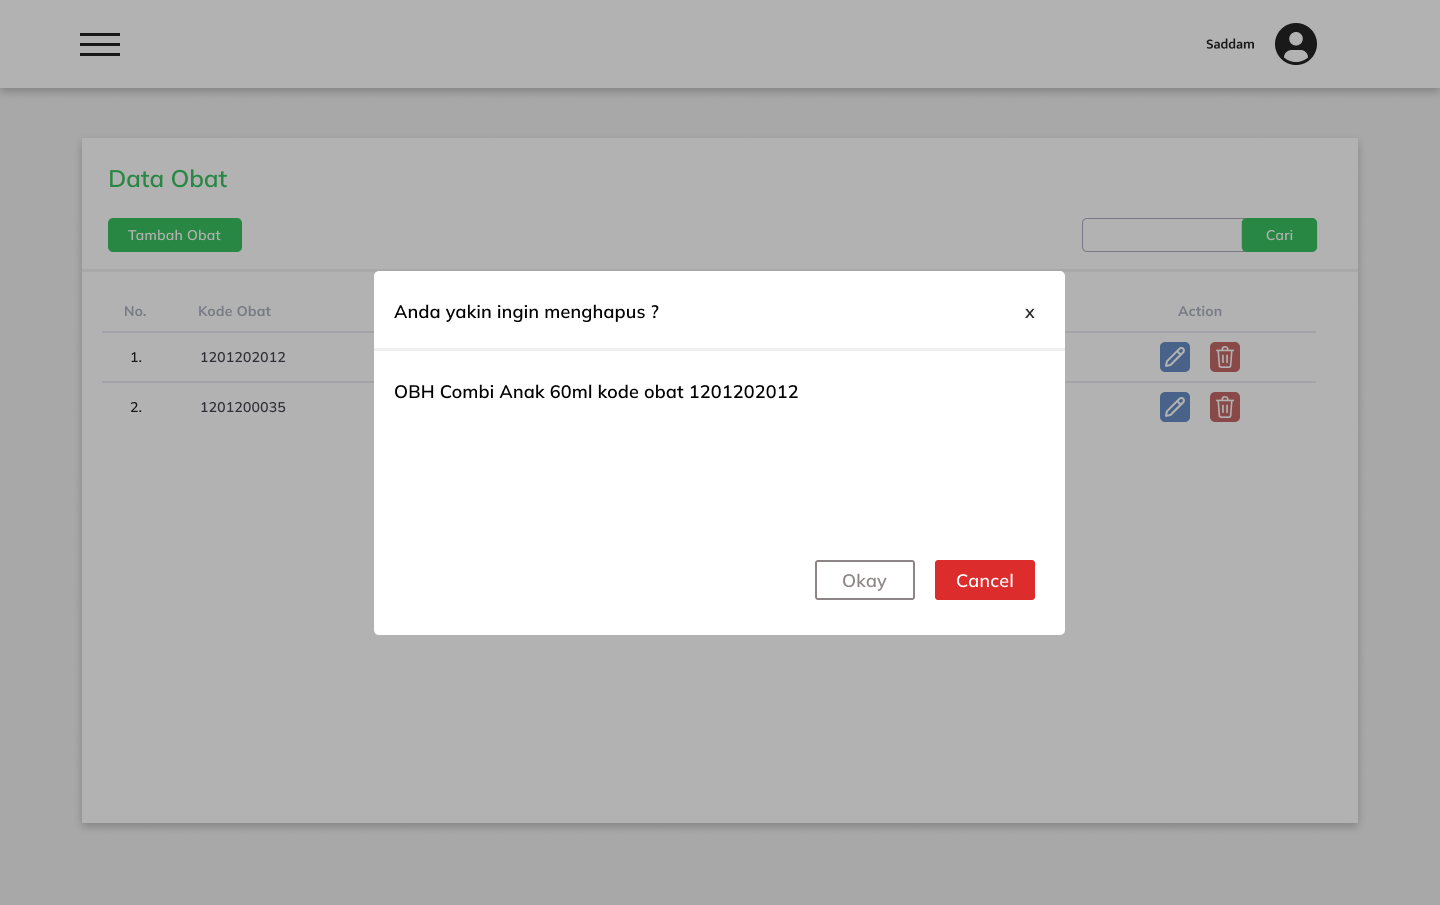 Saddam
Data Obat
Tambah Obat
Cari
No. Kode Obat Action
1. 1201202012
2. 1201200035
Anda yakin ingin menghapus ?
x
OBH Combi Anak 60ml kode obat 1201202012
Okay Cancel